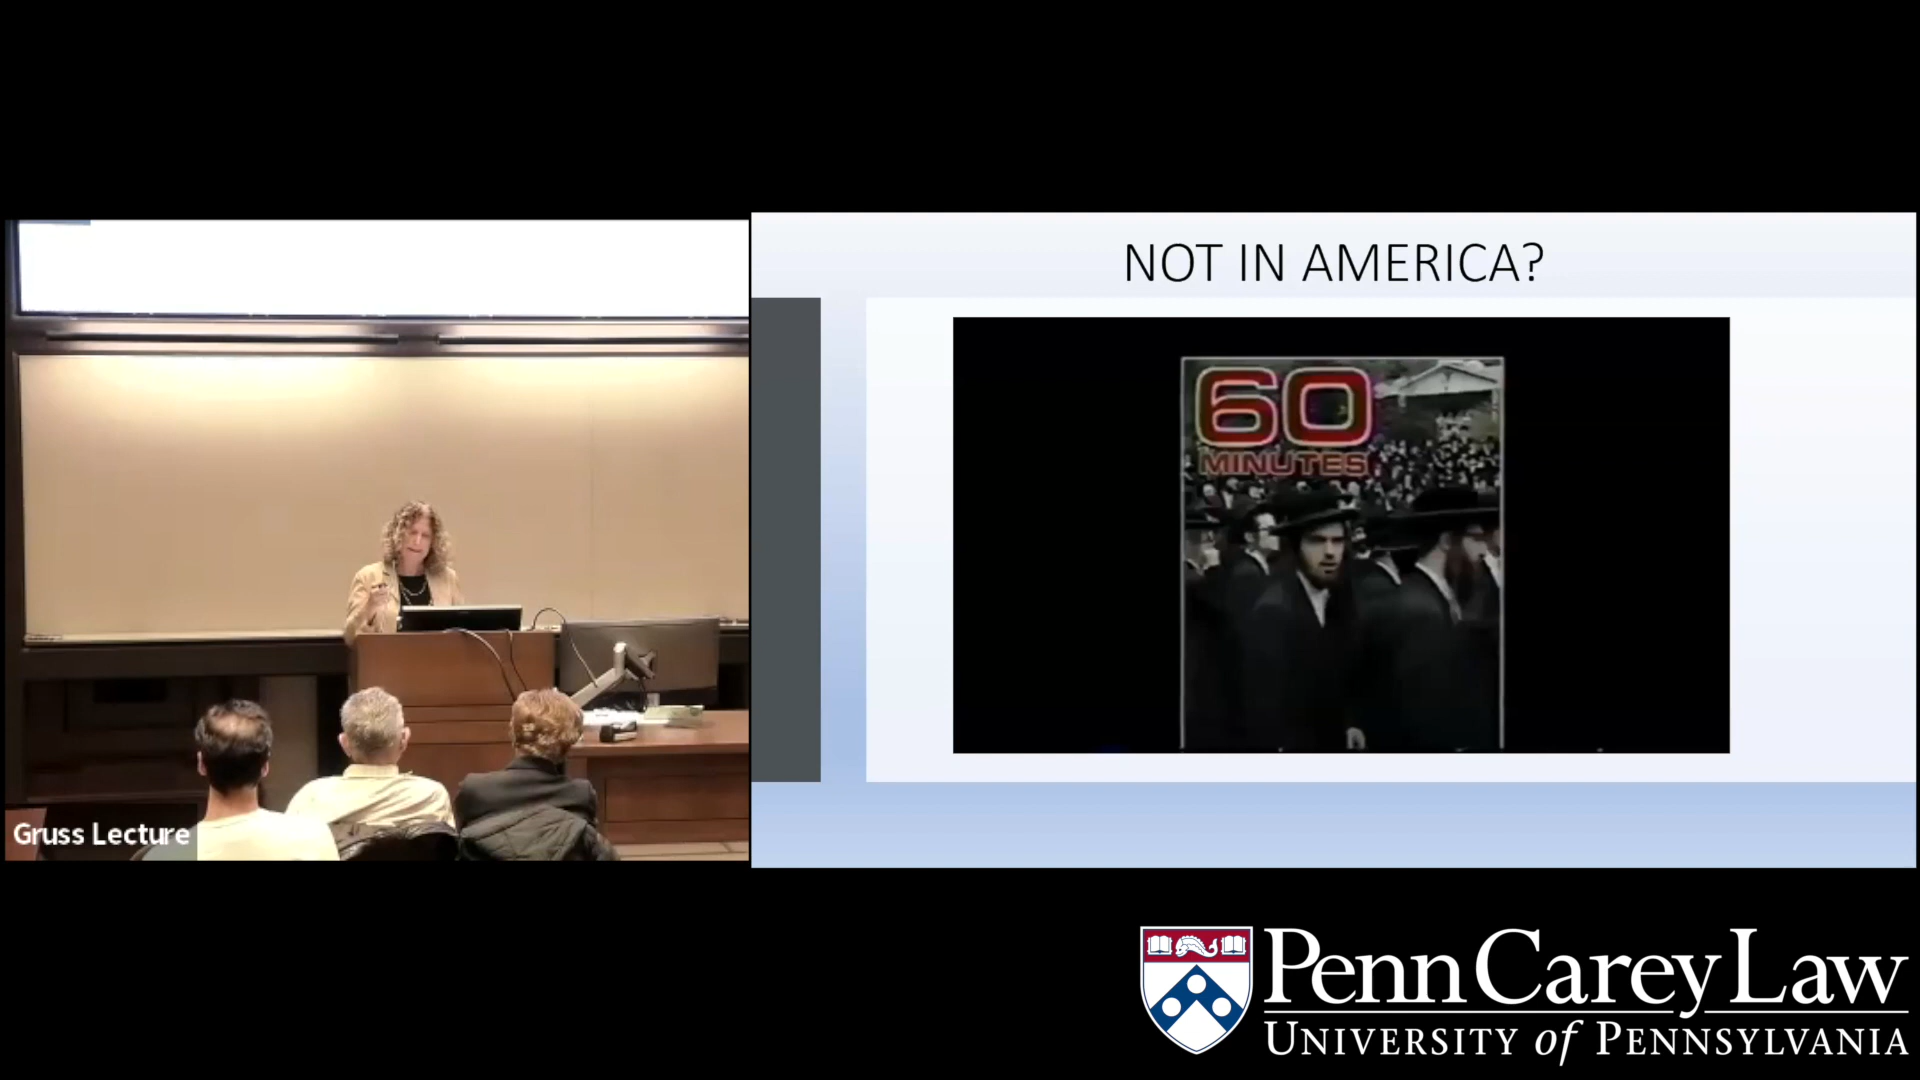 NOT IN AMERICA?
60
MINUTES
Gruss Lecture
Penn Carey Law
UNIVERSITY of PENNSYLVANIA